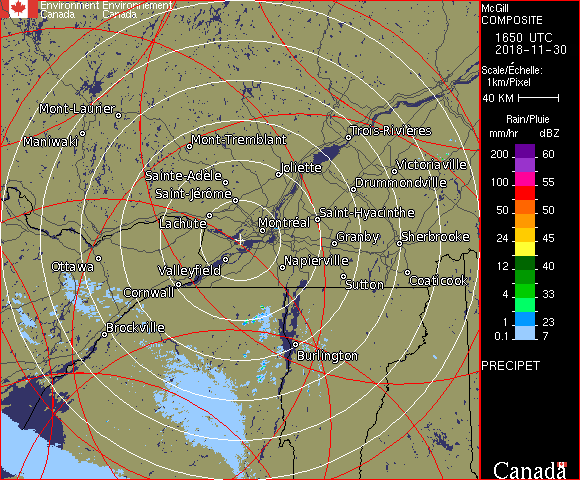 Environment Environnement
Canada Canada
McGill
COMPOSITE
1650 UTC
2018-11-30
Scale/Échelle:
1km/Pixel
40 KM
Rain/Pluie
mm/hr dBZ
200 60
100 55
50 50
24 45
12 40
4 33
1 23
0.1 7
PRECIPET
Canada
Mont-Laurier
Maniwaki
Mont-Tremblant
Trois-Rivières
Joliette
Victoriaville
Sainte-Adèle
Drummondville
Saint-Jérôme
Lachute
Saint-Hyacinthe
Montréal
Granby
Sherbrooke
Ottawa
Valleyfield
Napierville
Cornwall
Sutton
Coaticook
Brockville
Burlington